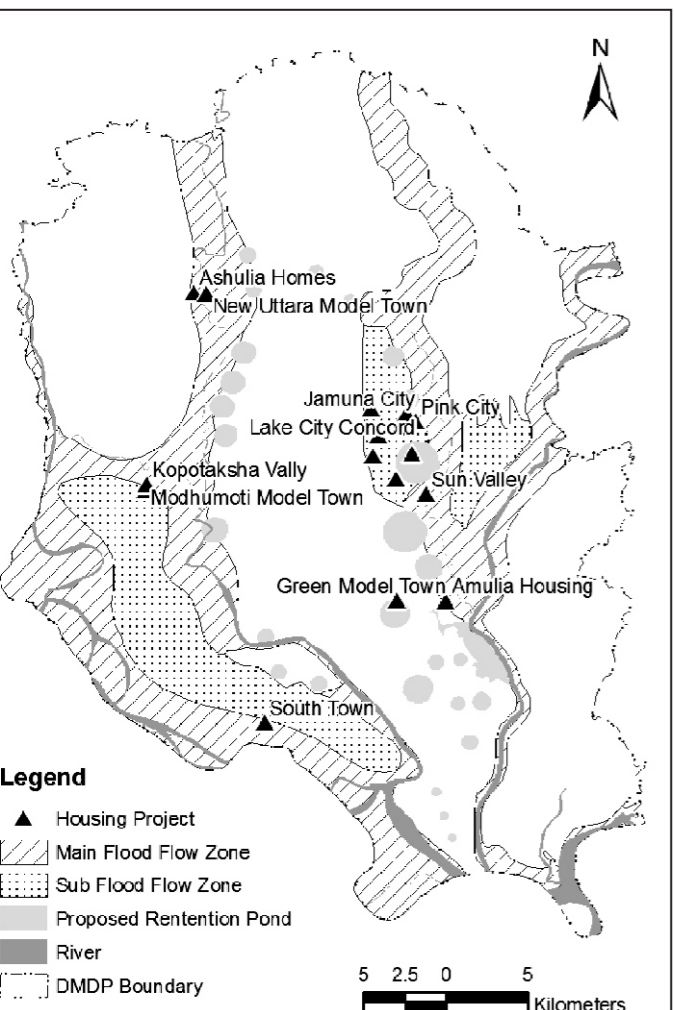 N
Ashulia Homes
New Uttara Model Town
Jamuna City
Pink City
Lake City Concord
Kopotaksha Vally
Sun Valley
Modhumoti Model Town
Green Model Town Amulia Housing
South Town
Legend
Housing Project
Main Flood Flow Zone
Sub Flood Flow Zone
Proposed Rentention Pond
River
DMDP Boundary
5 2.5 0 5
Kilometers